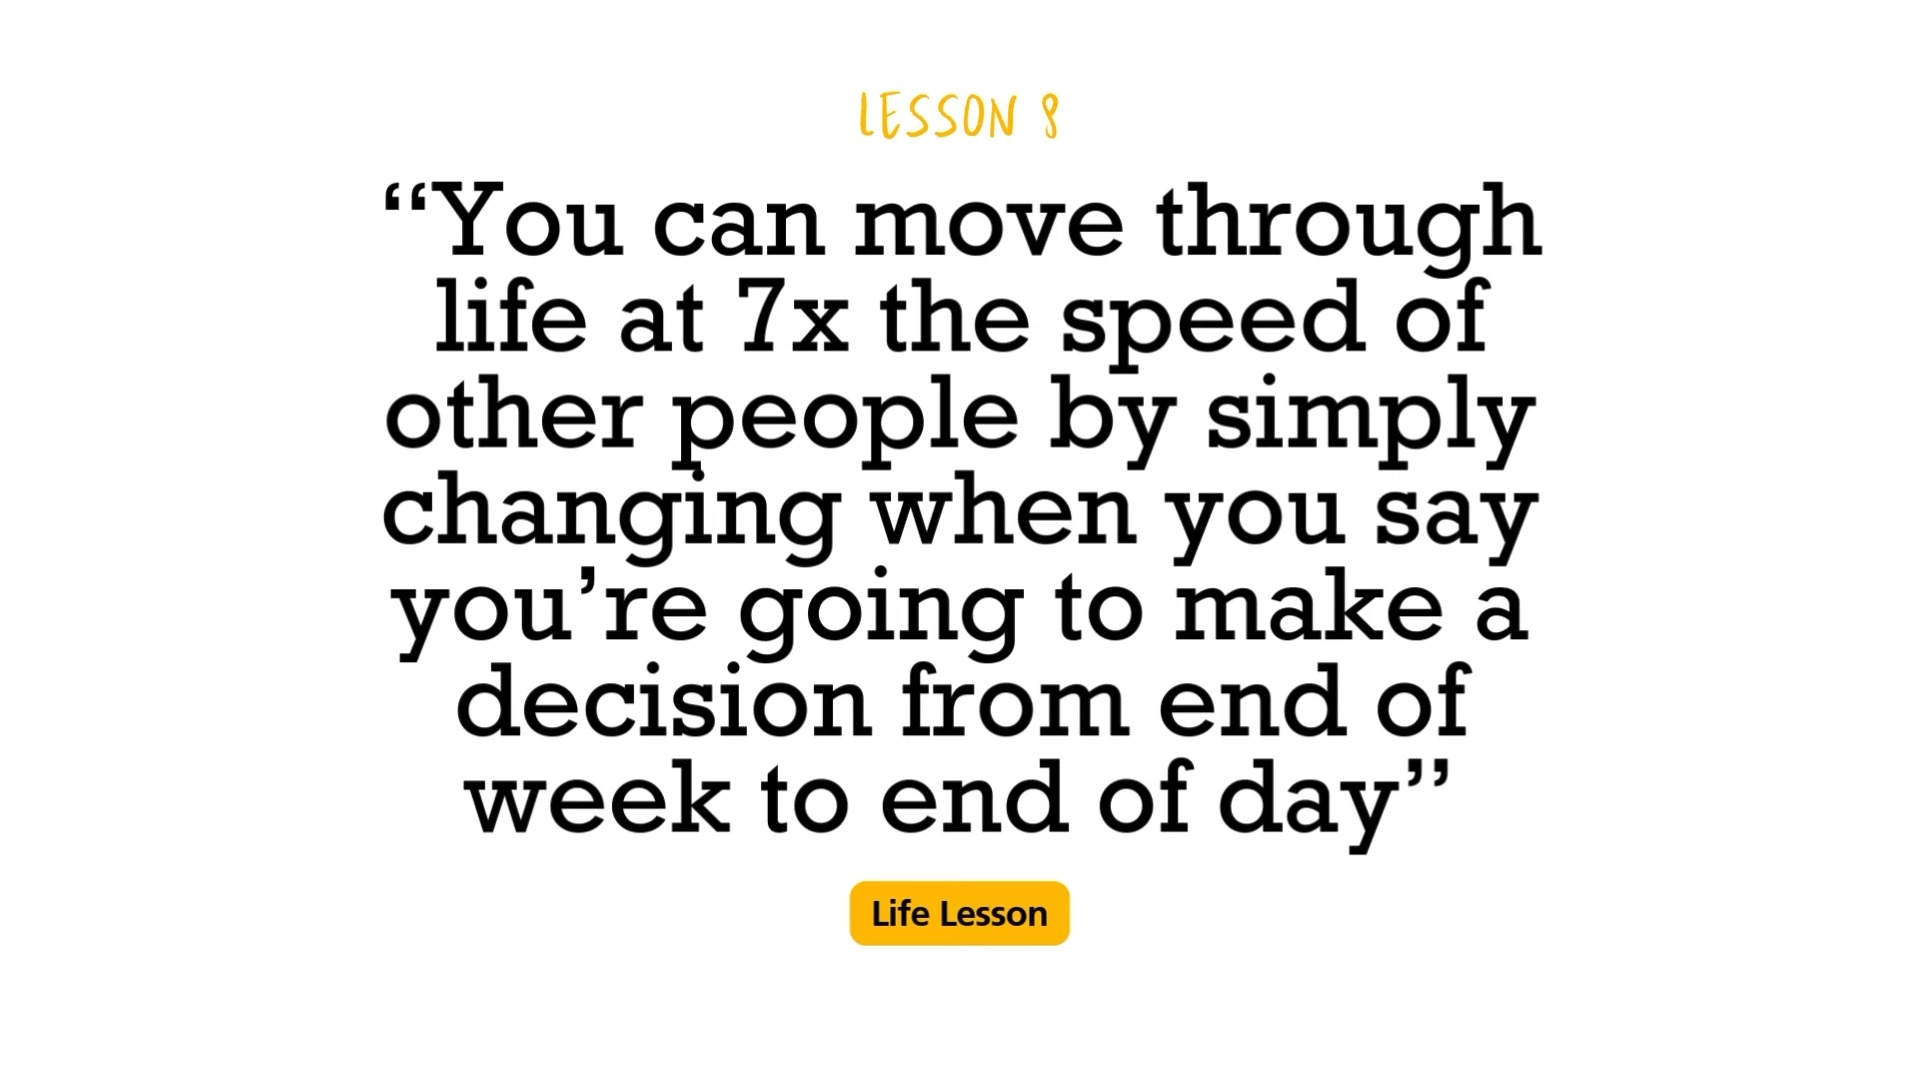 LESSON 8
“You can move through
life at 7x the speed of
other people by simply
changing when you say
you’re going to make a
decision from end of
week to end of day”
Life Lesson